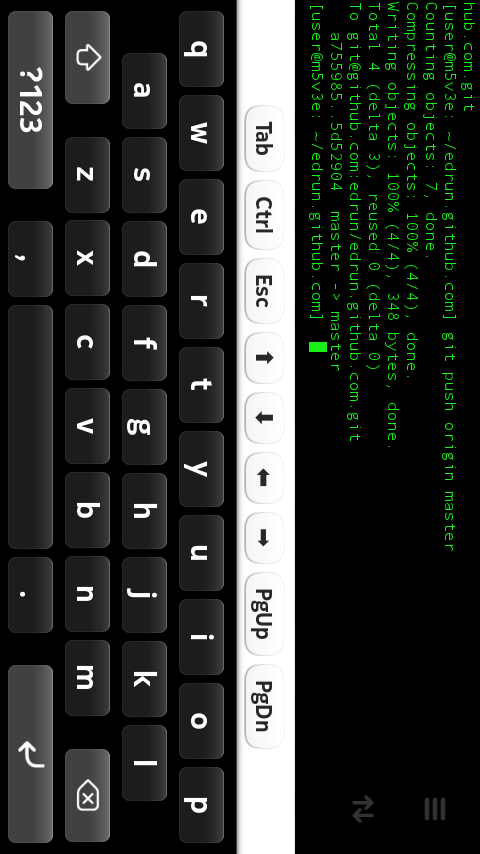 hub.com.git
[user@m5v3e: ~/edrun.github.com] git push origin master
Counting objects: 7, done.
Compressing objects: 100% (4/4), done.
Writing objects: 100% (4/4), 348 bytes, done.
Total 4 (delta 3), reused 0 (delta 0)
To git@github.com:edrun/edrun.github.com.git
   a755985..5d52904  master -> master
[user@m5v3e: ~/edrun.github.com]
Tab Ctrl Esc ⬆ ⬇ ⬅ ➡ PgUp PgDn
q w e r t y u i o p
a s d f g h j k l
z x c v b n m
?123 , .